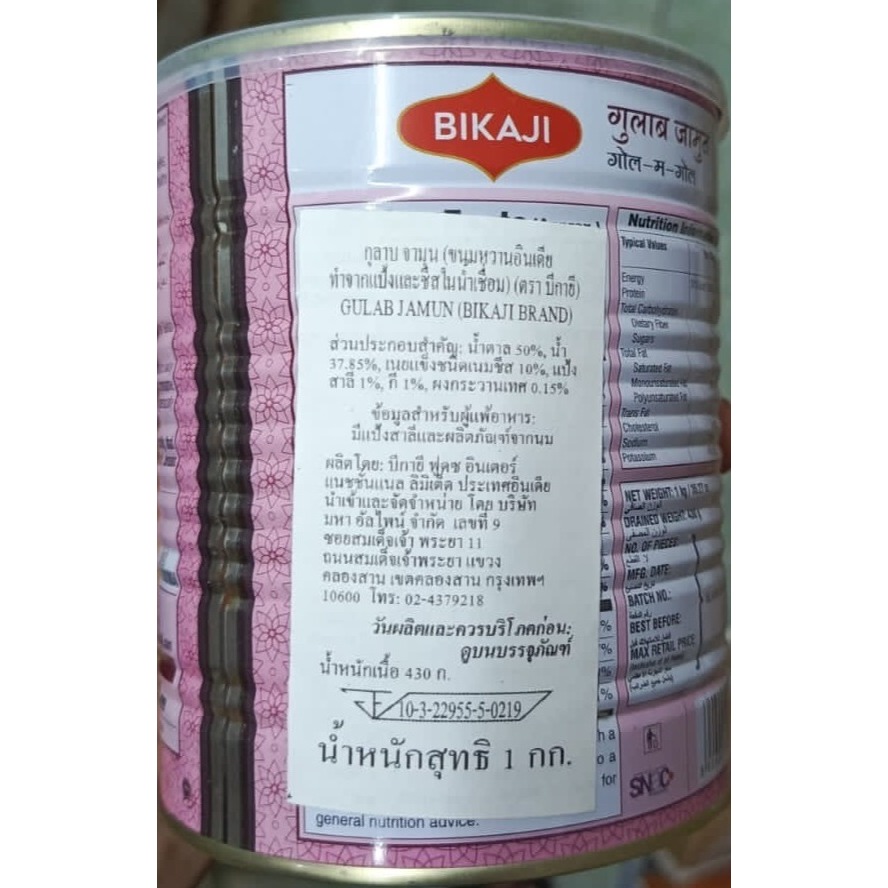 BIKAJI
गुलाब जामुन
गोल-म-गोल
กุลาบ จามุน (ขนมหวานอินเดีย
ทำจากแป้งและชีสในน้ำเชื่อม) (ตรา บีกาจี)
GULAB JAMUN (BIKAJI BRAND)
ส่วนประกอบสำคัญ: น้ำตาล 50%, น้ำ
37.85%, เนยแข็งชนิดเนมชีส 10%, แป้ง
สาลี 1%, กี 1%, ผงกระวานเทศ 0.15%
ข้อมูลสำหรับผู้แพ้อาหาร:
มีแป้งสาลีและผลิตภัณฑ์จากนม
ผลิตโดย: บีกาจี ฟูดซ อินเตอร์
แนชชั่นแนล ลิมิเต็ด ประเทศอินเดีย
นำเข้าและจัดจำหน่าย โดย บริษัท
มหา อัลไพน์ จำกัด เลขที่ 9
ซอยสมเด็จเจ้า พระยา 11
ถนนสมเด็จเจ้าพระยา แขวง
คลองสาน เขตคลองสาน กรุงเทพฯ
10600 โทร: 02-4379218
วันผลิตและควรบริโภคก่อน:
ดูบนบรรจุภัณฑ์
น้ำหนักเนื้อ 430 ก.
10-3-22955-5-0219
น้ำหนักสุทธิ 1 กก.
general nutrition advice.
Nutrition
Typical Values
Energy
Protein
Total Carbohydrate
Dietary Fibre
Sugars
Total Fat
Saturated Fat
Monounsaturated Fat
Polyunsaturated Fat
Trans Fat
Cholesterol
Sodium
Potassium
NET WEIGHT: 1 kg
DRAINED WEIGHT:
NO. OF PIECES:
MFG. DATE:
BATCH NO.:
BEST BEFORE:
MAX RETAIL PRICE